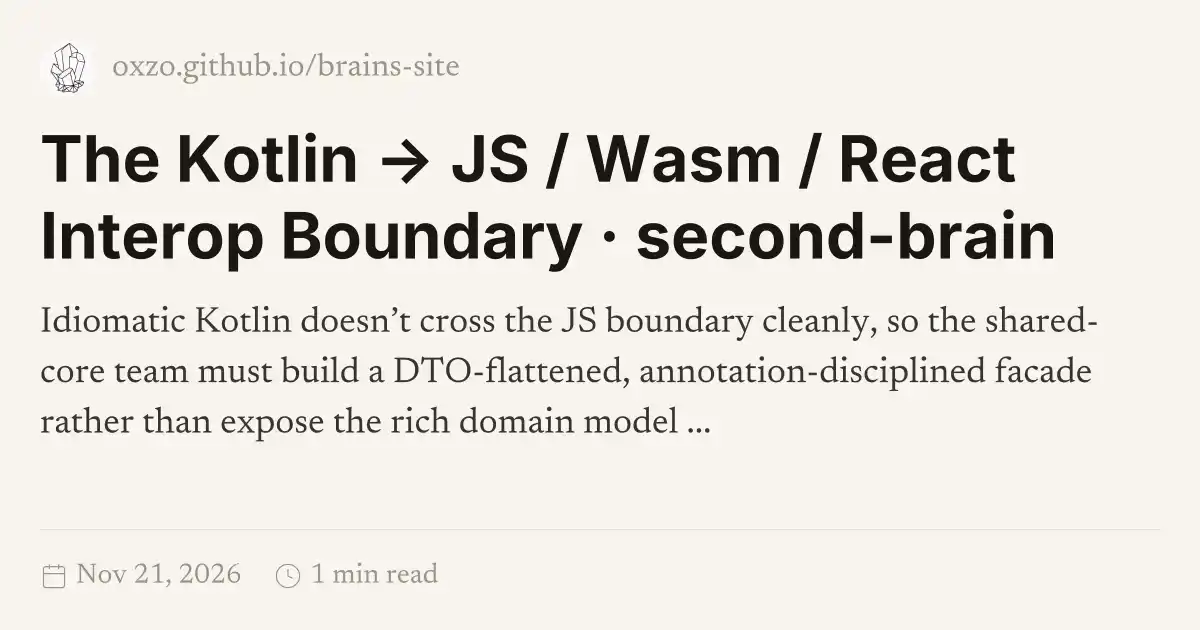 oxzo.github.io/brains-site
The Kotlin → JS / Wasm / React
Interop Boundary · second-brain
Idiomatic Kotlin doesn’t cross the JS boundary cleanly, so the shared-
core team must build a DTO-flattened, annotation-disciplined facade
rather than expose the rich domain model ...
Nov 21, 2026 1 min read